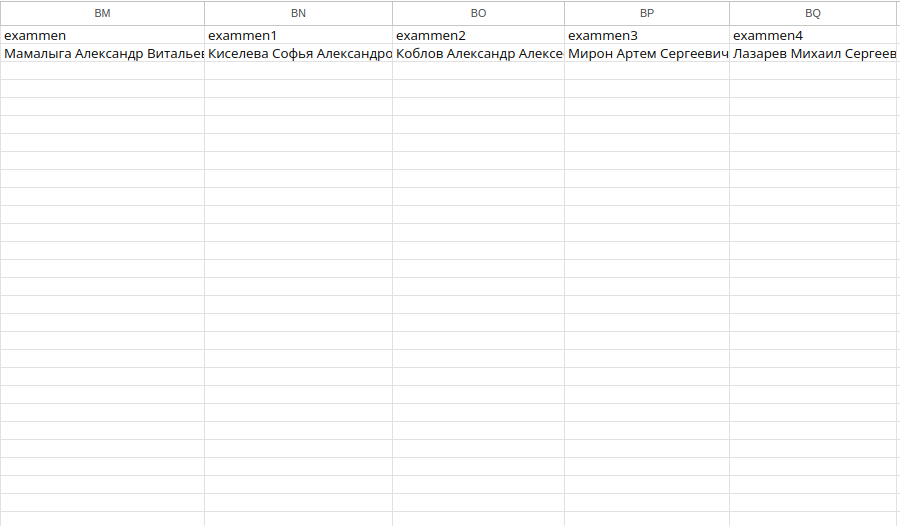 BM BN BO BP BQ
exammen exammen1 exammen2 exammen3 exammen4
Мамалыга Александр Витальев Киселева Софья Александро Коблов Александр Алексе Мирон Артем Сергеевич Лазарев Михаил Сергеев